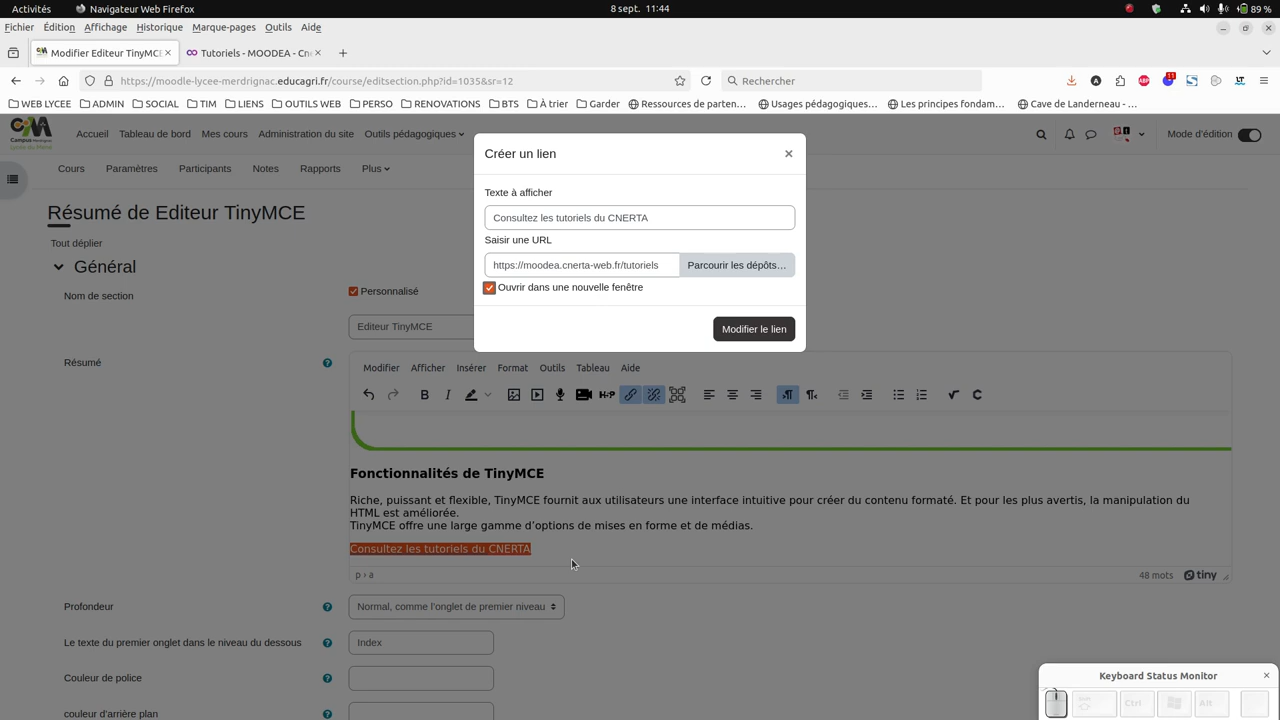 Activités Navigateur Web Firefox 8 sept. 11:44 89 %
Fichier Édition Affichage Historique Marque-pages Outils Aide
Modifier Editeur TinyMCE Tutoriels - MOODEA - Cn
https://moodle-lycee-merdrignac.educagri.fr/course/editsection.php?id=1035&sr=12 Rechercher
WEB LYCEE ADMIN SOCIAL TIM LIENS OUTILS WEB PERSO RENOVATIONS BTS À trier Garder Ressources de parten… Usages pédagogiques… Les principes fondam… Cave de Landerneau - …
Accueil Tableau de bord Mes cours Administration du site Outils pédagogiques Mode d'édition
Cours Paramètres Participants Notes Rapports Plus
Créer un lien
Texte à afficher
Consultez les tutoriels du CNERTA
Saisir une URL
https://moodea.cnerta-web.fr/tutoriels Parcourir les dépôts…
Ouvrir dans une nouvelle fenêtre
Modifier le lien
Résumé de Editeur TinyMCE
Tout déplier
Général
Nom de section Personnalisé
Editeur TinyMCE
Résumé
Modifier Afficher Insérer Format Outils Tableau Aide
B I H-P C
Fonctionnalités de TinyMCE
Riche, puissant et flexible, TinyMCE fournit aux utilisateurs une interface intuitive pour créer du contenu formaté. Et pour les plus avertis, la manipulation du
HTML est améliorée.
TinyMCE offre une large gamme d'options de mises en forme et de médias.
Consultez les tutoriels du CNERTA
p › a 48 mots tiny
Profondeur Normal, comme l'onglet de premier niveau
Le texte du premier onglet dans le niveau du dessous Index
Couleur de police
couleur d'arrière plan
Keyboard Status Monitor
Ctrl Alt